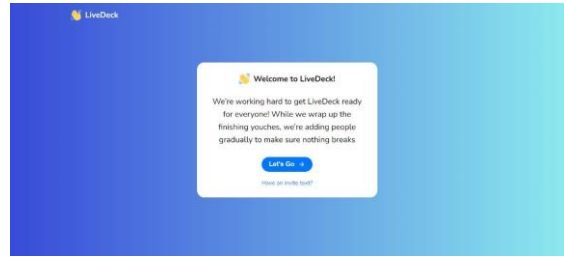 LiveDeck
Welcome to LiveDeck!
We're working hard to get LiveDeck ready
for everyone! While we wrap up the
finishing youches, we're adding people
gradually to make sure nothing breaks
Let's Go →
Have an invite text?